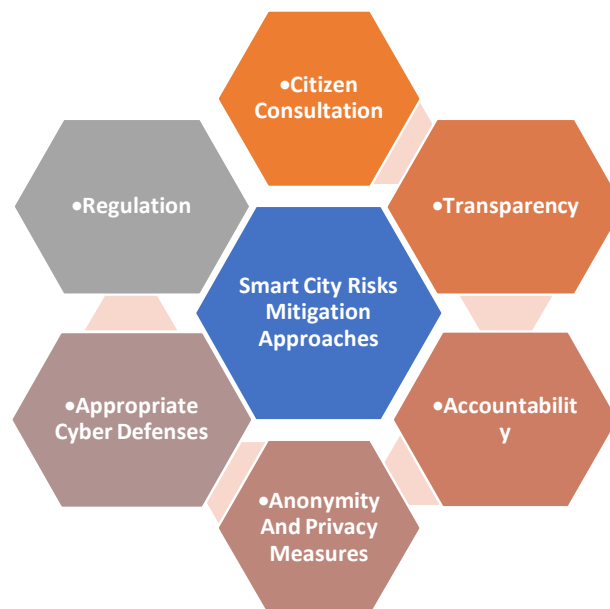 •Citizen
Consultation
•Transparency
•Accountabilit
y
•Anonymity
And Privacy
Measures
•Appropriate
Cyber Defenses
•Regulation
Smart City Risks
Mitigation
Approaches